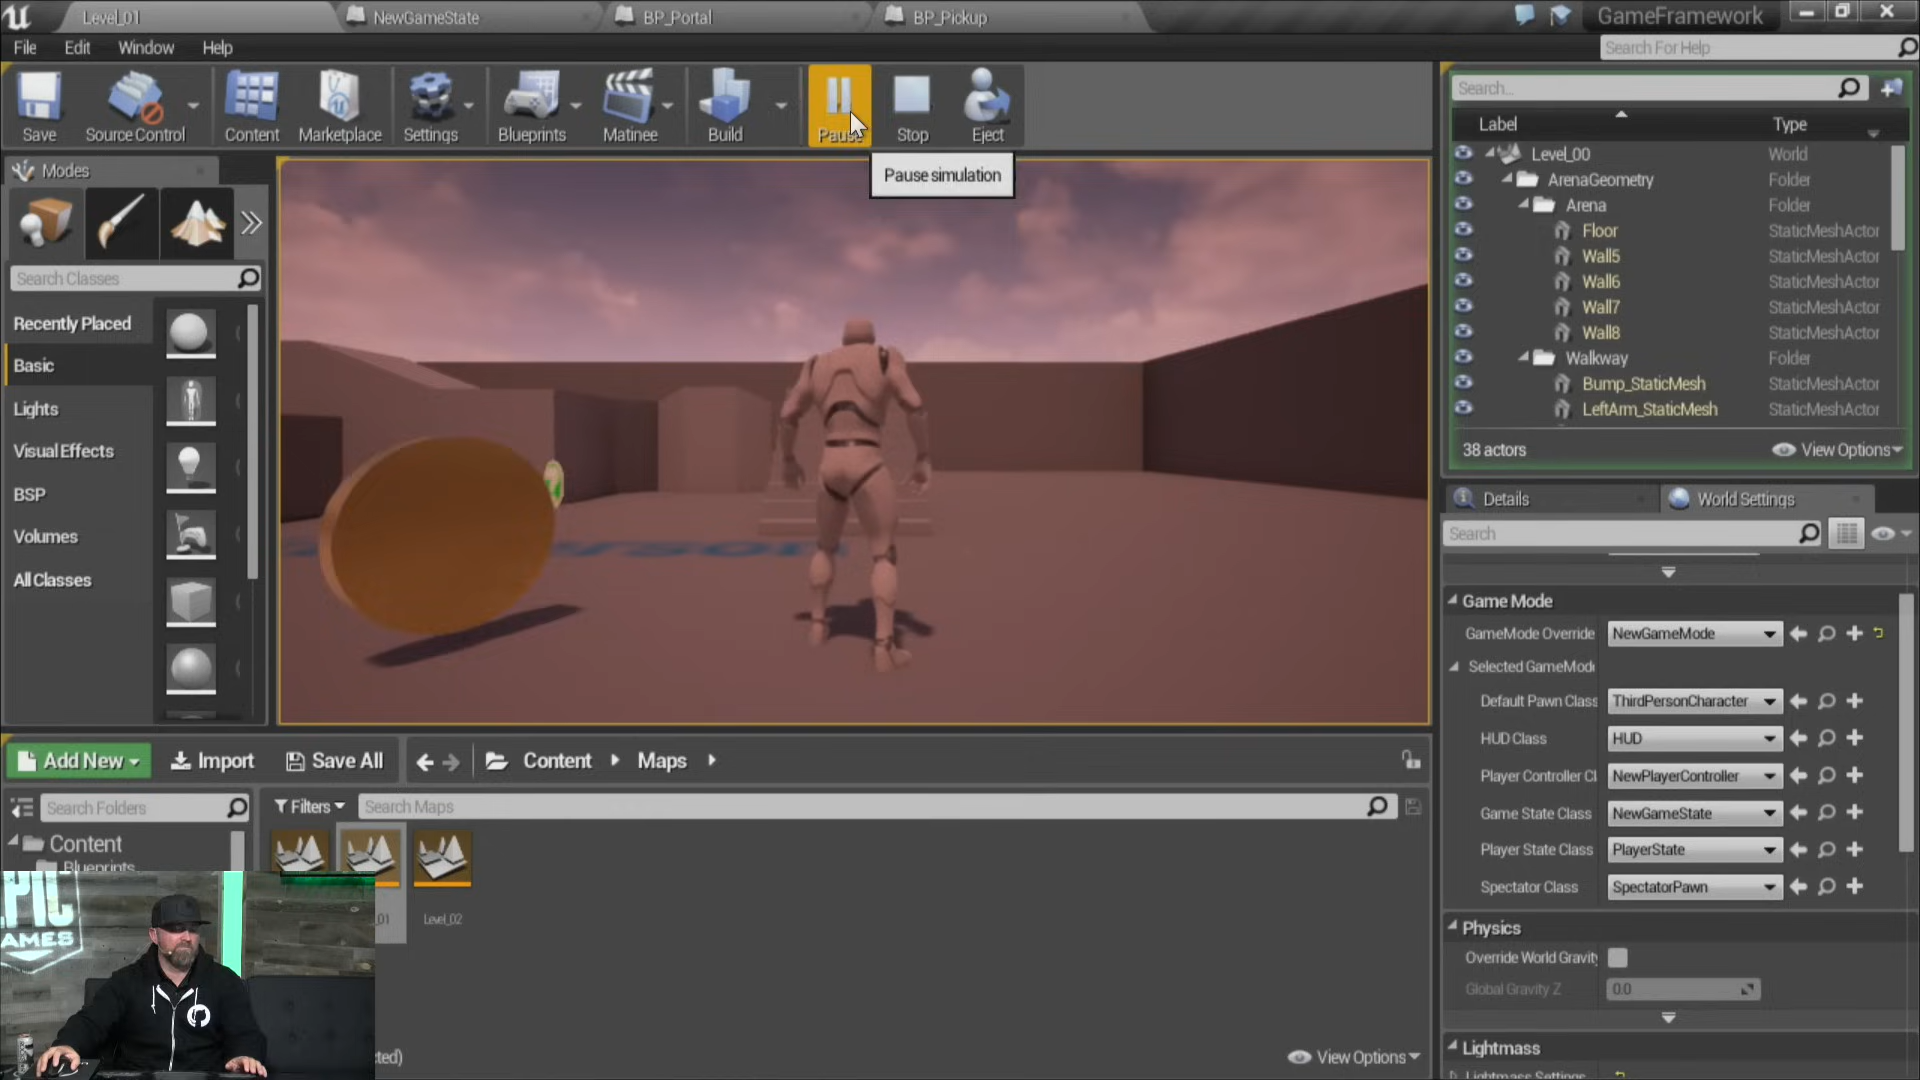 Level_01
NewGameState
BP_Portal
BP_Pickup
GameFramework
File Edit Window Help
Search For Help
Save
Source Control
Content
Marketplace
Settings
Blueprints
Matinee
Build
Pause
Stop
Eject
Pause simulation
Modes
Search Classes
Recently Placed
Basic
Lights
Visual Effects
BSP
Volumes
All Classes
Search...
Label Type
Level_00 World
ArenaGeometry Folder
Arena Folder
Floor StaticMeshActor
Wall5 StaticMeshActor
Wall6 StaticMeshActor
Wall7 StaticMeshActor
Wall8 StaticMeshActor
Walkway Folder
Bump_StaticMesh StaticMeshActor
LeftArm_StaticMesh StaticMeshActor
38 actors
View Options
Details
World Settings
Search
Game Mode
GameMode Override NewGameMode
Selected GameMod
Default Pawn Class ThirdPersonCharacter
HUD Class HUD
Player Controller Cl NewPlayerController
Game State Class NewGameState
Player State Class PlayerState
Spectator Class SpectatorPawn
Physics
Override World Gravity
Global Gravity Z 0.0
Lightmass
Lightmass Settings
Add New
Import
Save All
Content
Maps
Search Folders
Filters
Search Maps
Content
Blueprints
_01
Level_02
cted)
View Options
EPIC
GAMES